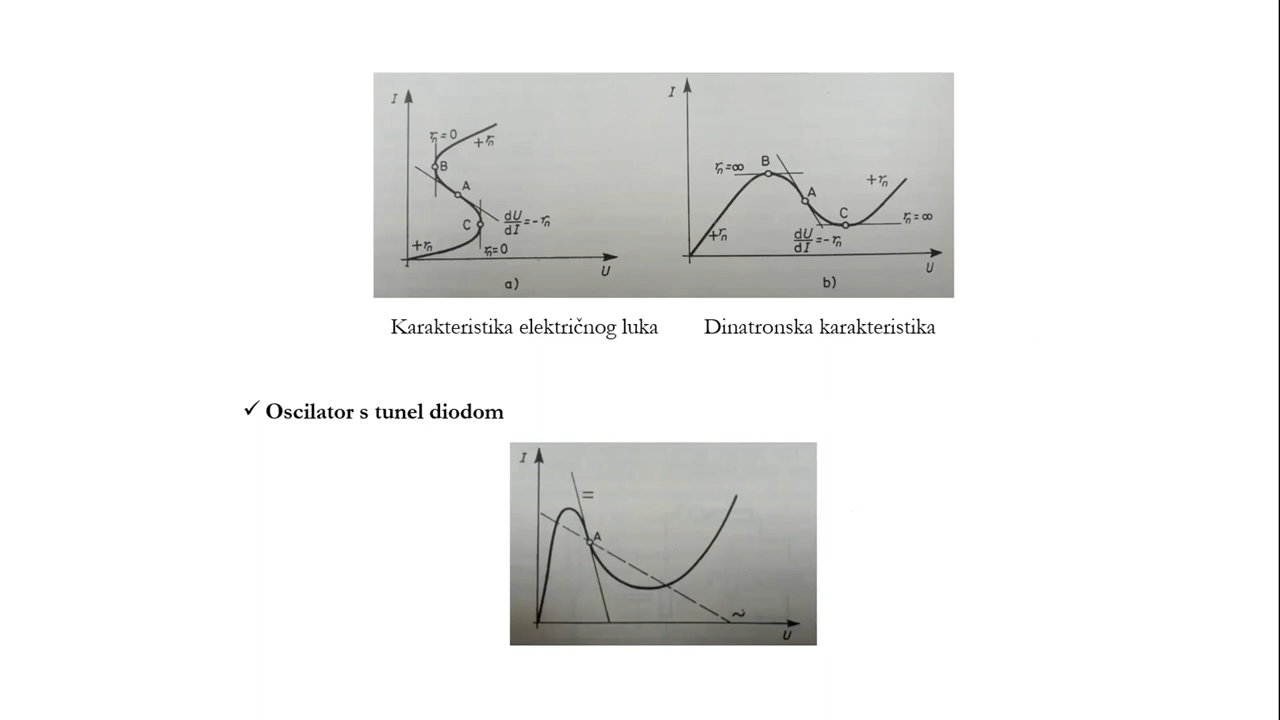 I
rₙ=0
+rₙ
B
A
C
dU/dI=-rₙ
+rₙ
rₙ=0
U
a)
I
rₙ=∞
B
A
+rₙ
C
rₙ=∞
+rₙ
dU/dI=-rₙ
U
b)
Karakteristika električnog luka
Dinatronska karakteristika
✓ Oscilator s tunel diodom
I
=
A
~
U